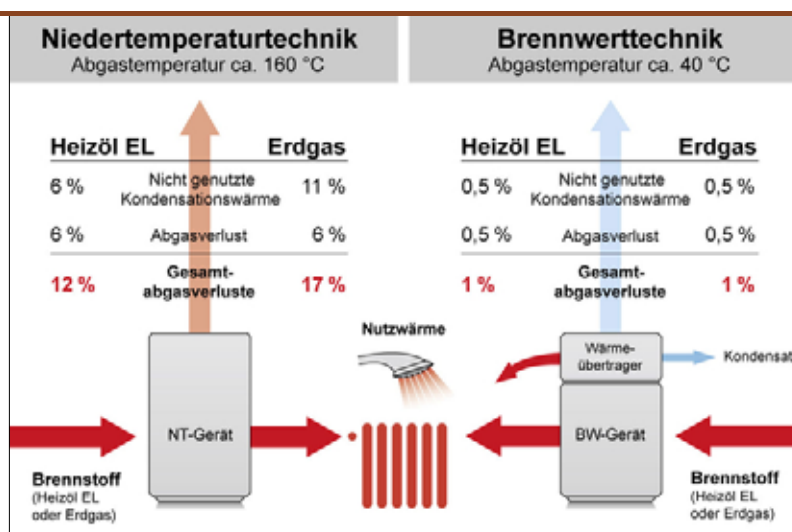 Niedertemperaturtechnik
Abgastemperatur ca. 160 °C
Heizöl EL Erdgas
6 % Nicht genutzte Kondensationswärme 11 %
6 % Abgasverlust 6 %
12 % Gesamt-abgasverluste 17 %
Brennwerttechnik
Abgastemperatur ca. 40 °C
Heizöl EL Erdgas
0,5 % Nicht genutzte Kondensationswärme 0,5 %
0,5 % Abgasverlust 0,5 %
1 % Gesamt-abgasverluste 1 %
Nutzwärme
Wärme-
übertrager
Kondensat
NT-Gerät
BW-Gerät
Brennstoff
(Heizöl EL
oder Erdgas)
Brennstoff
(Heizöl EL
oder Erdgas)